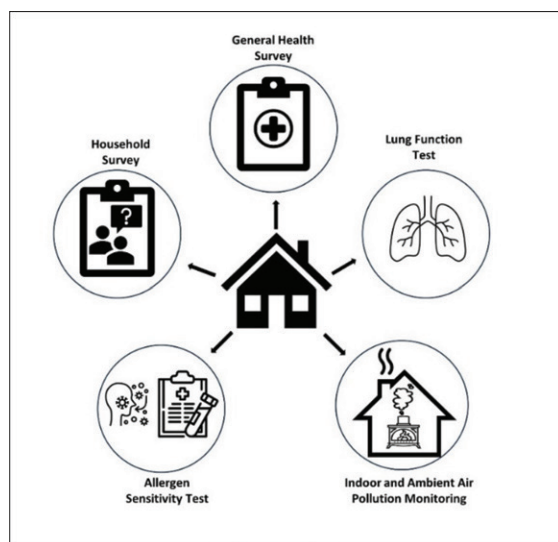 General Health
Survey
Household
Survey
Lung Function
Test
?
Allergen
Sensitivity Test
Indoor and Ambient Air
Pollution Monitoring